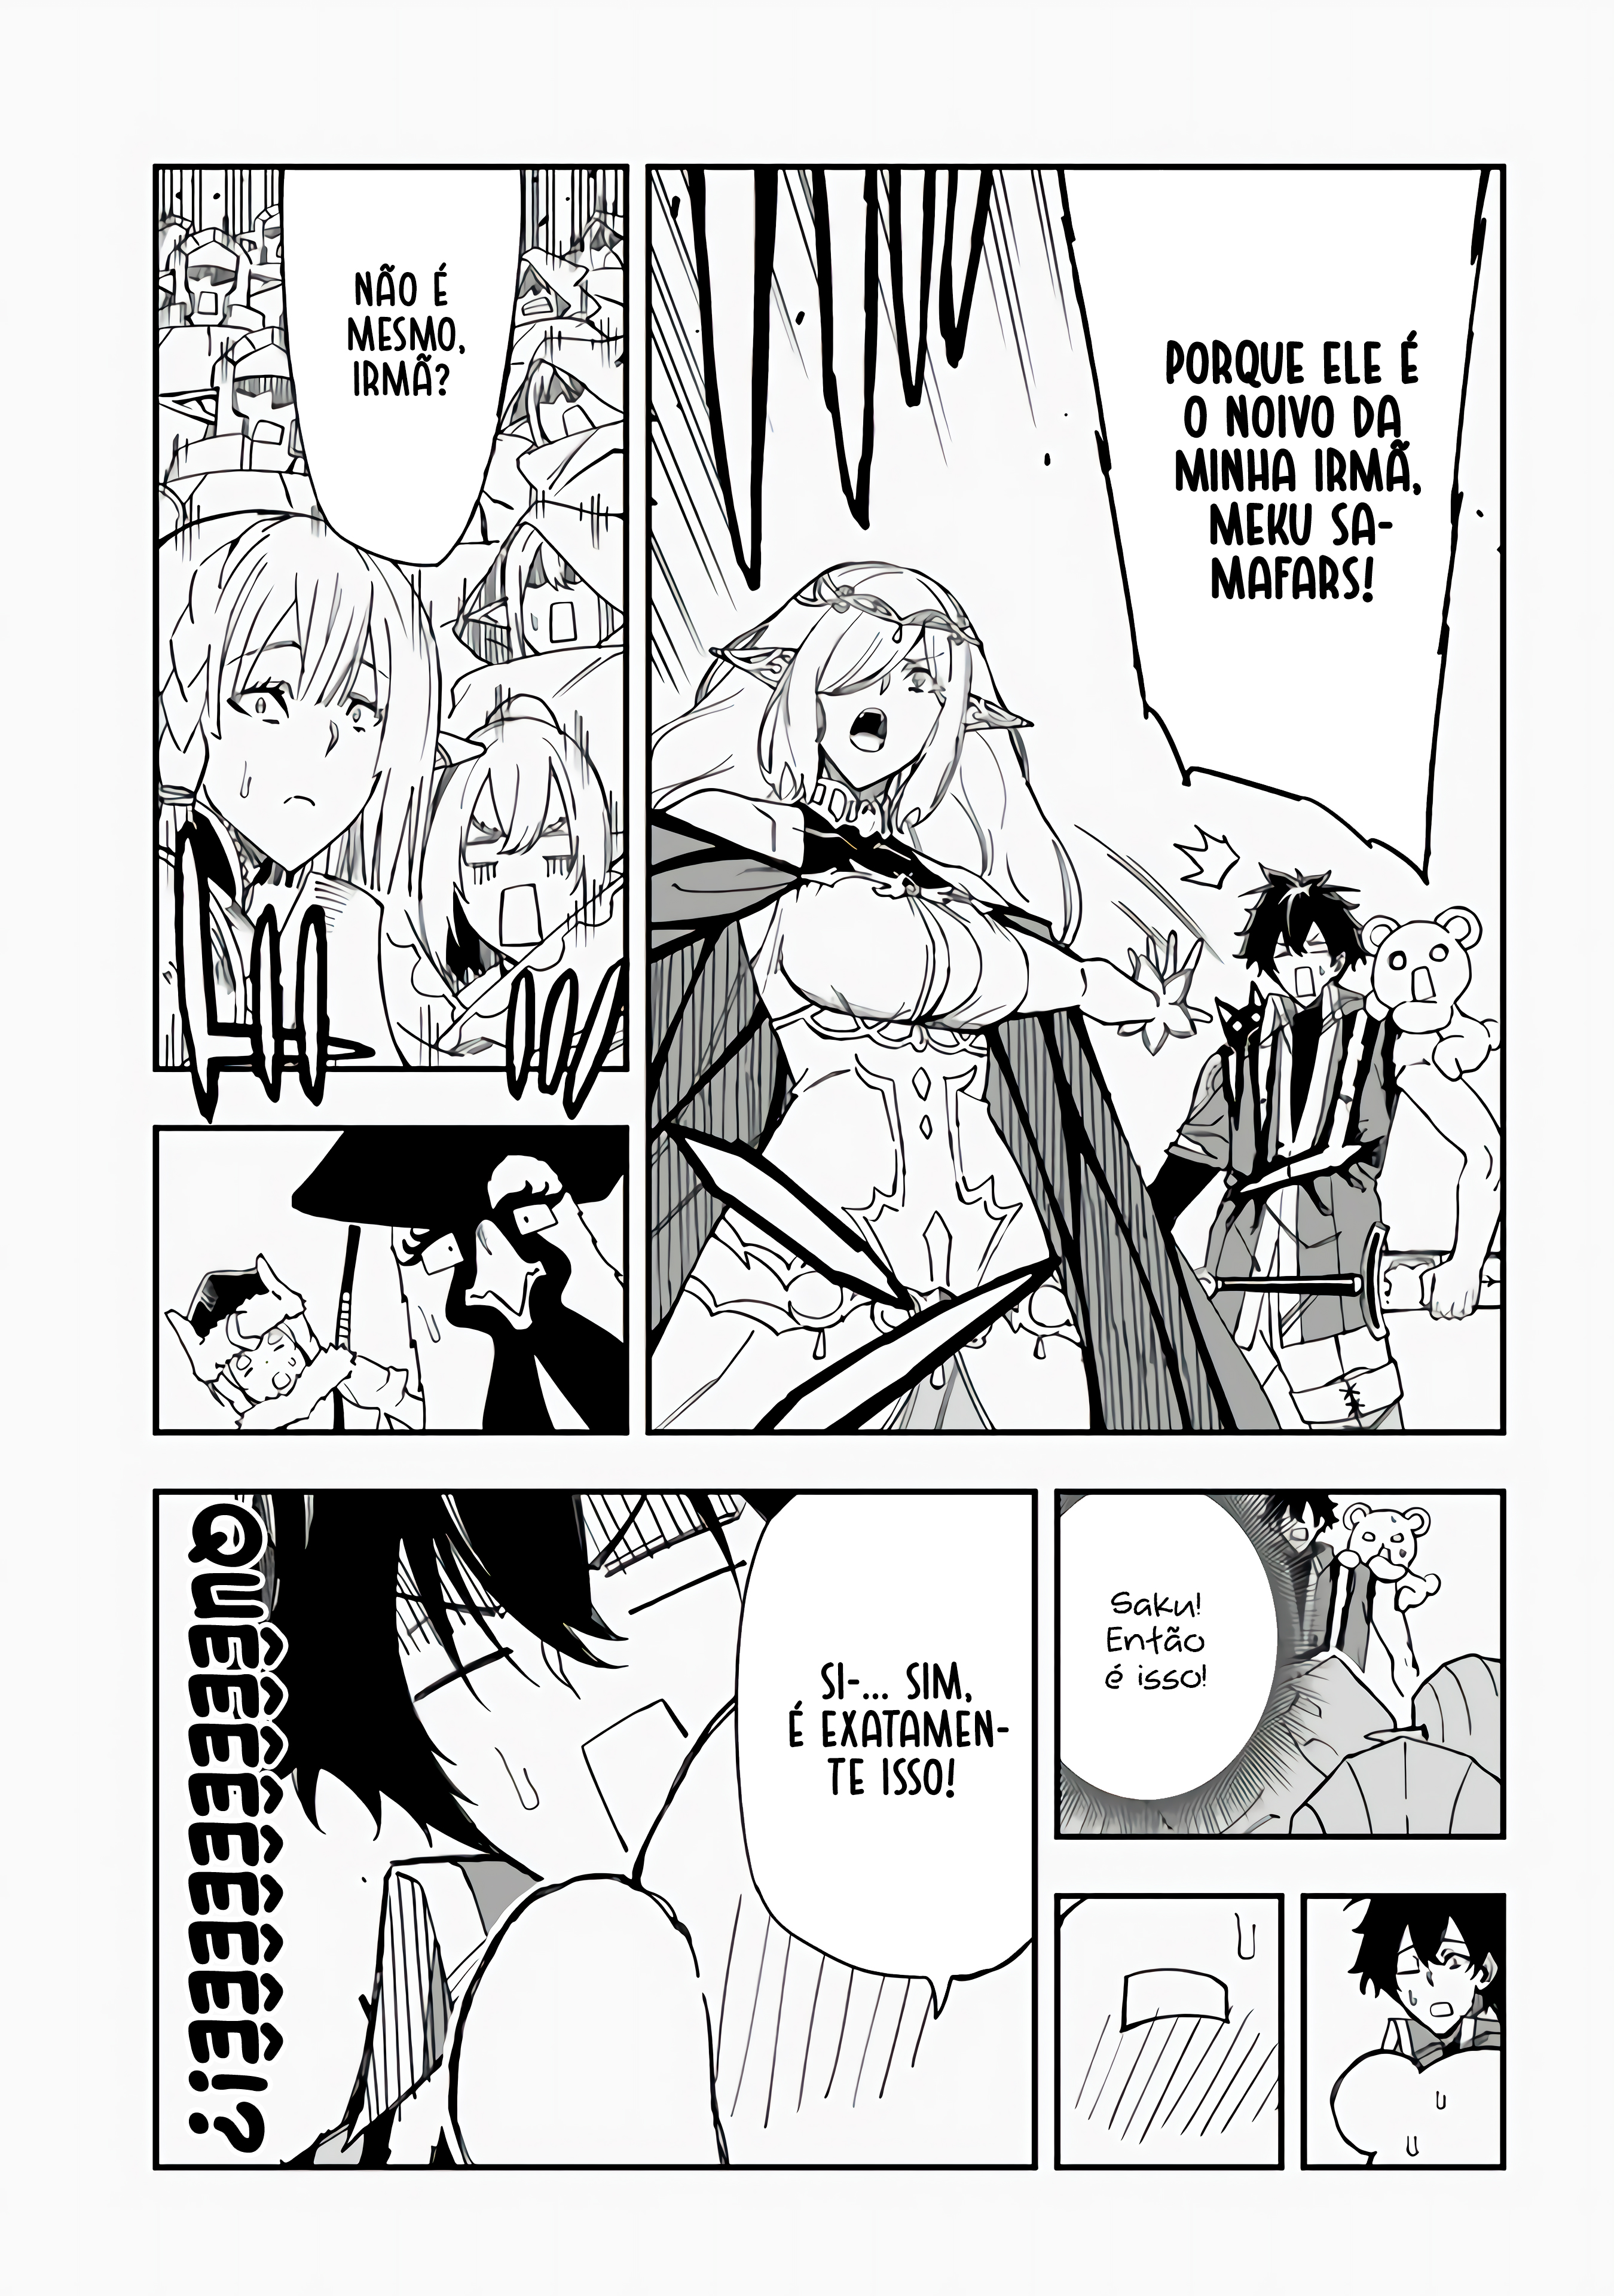 PORQUE ELE É
O NOIVO DA
MINHA IRMÃ,
MEKU SA-
MAFARS!
NÃO É
MESMO,
IRMÃ?
Saku!
Então
é isso!
SI-... SIM,
É EXATAMEN-
TE ISSO!
QUÊÊÊÊÊÊÊ!?